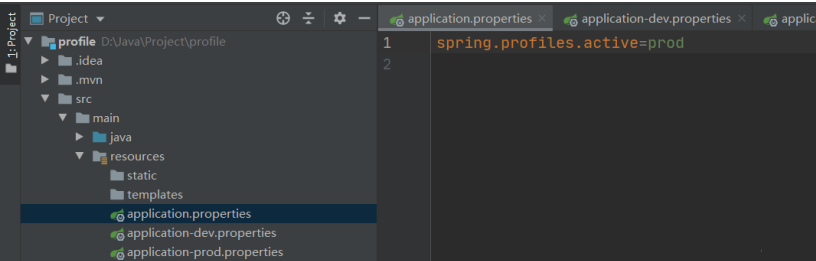 1: Project
Project
profile D:\Java\Project\profile
.idea
.mvn
src
main
java
resources
static
templates
application.properties
application-dev.properties
application-prod.properties
application.properties application-dev.properties applic
1 spring.profiles.active=prod
2